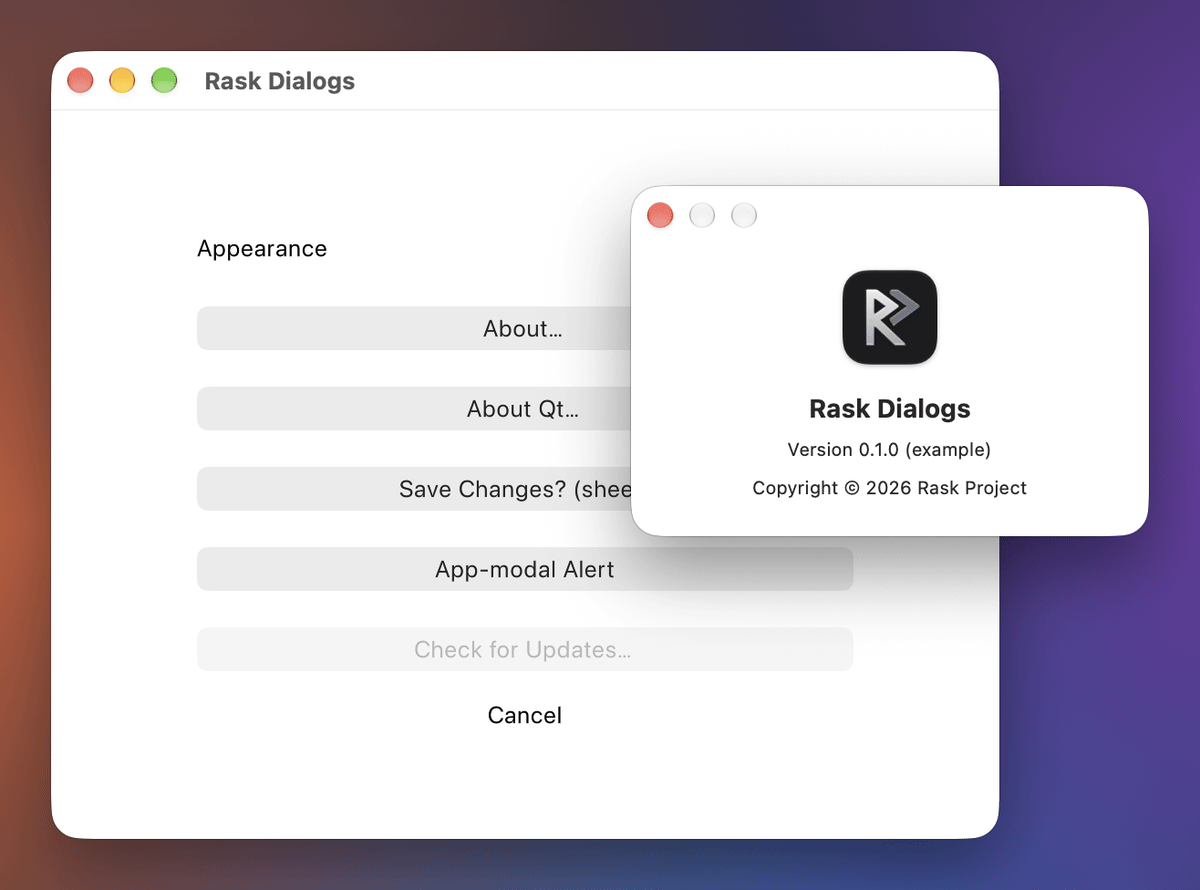 Rask Dialogs
Appearance
About…
About Qt…
Save Changes? (shee
App-modal Alert
Check for Updates…
Cancel
Rask Dialogs
Version 0.1.0 (example)
Copyright © 2026 Rask Project